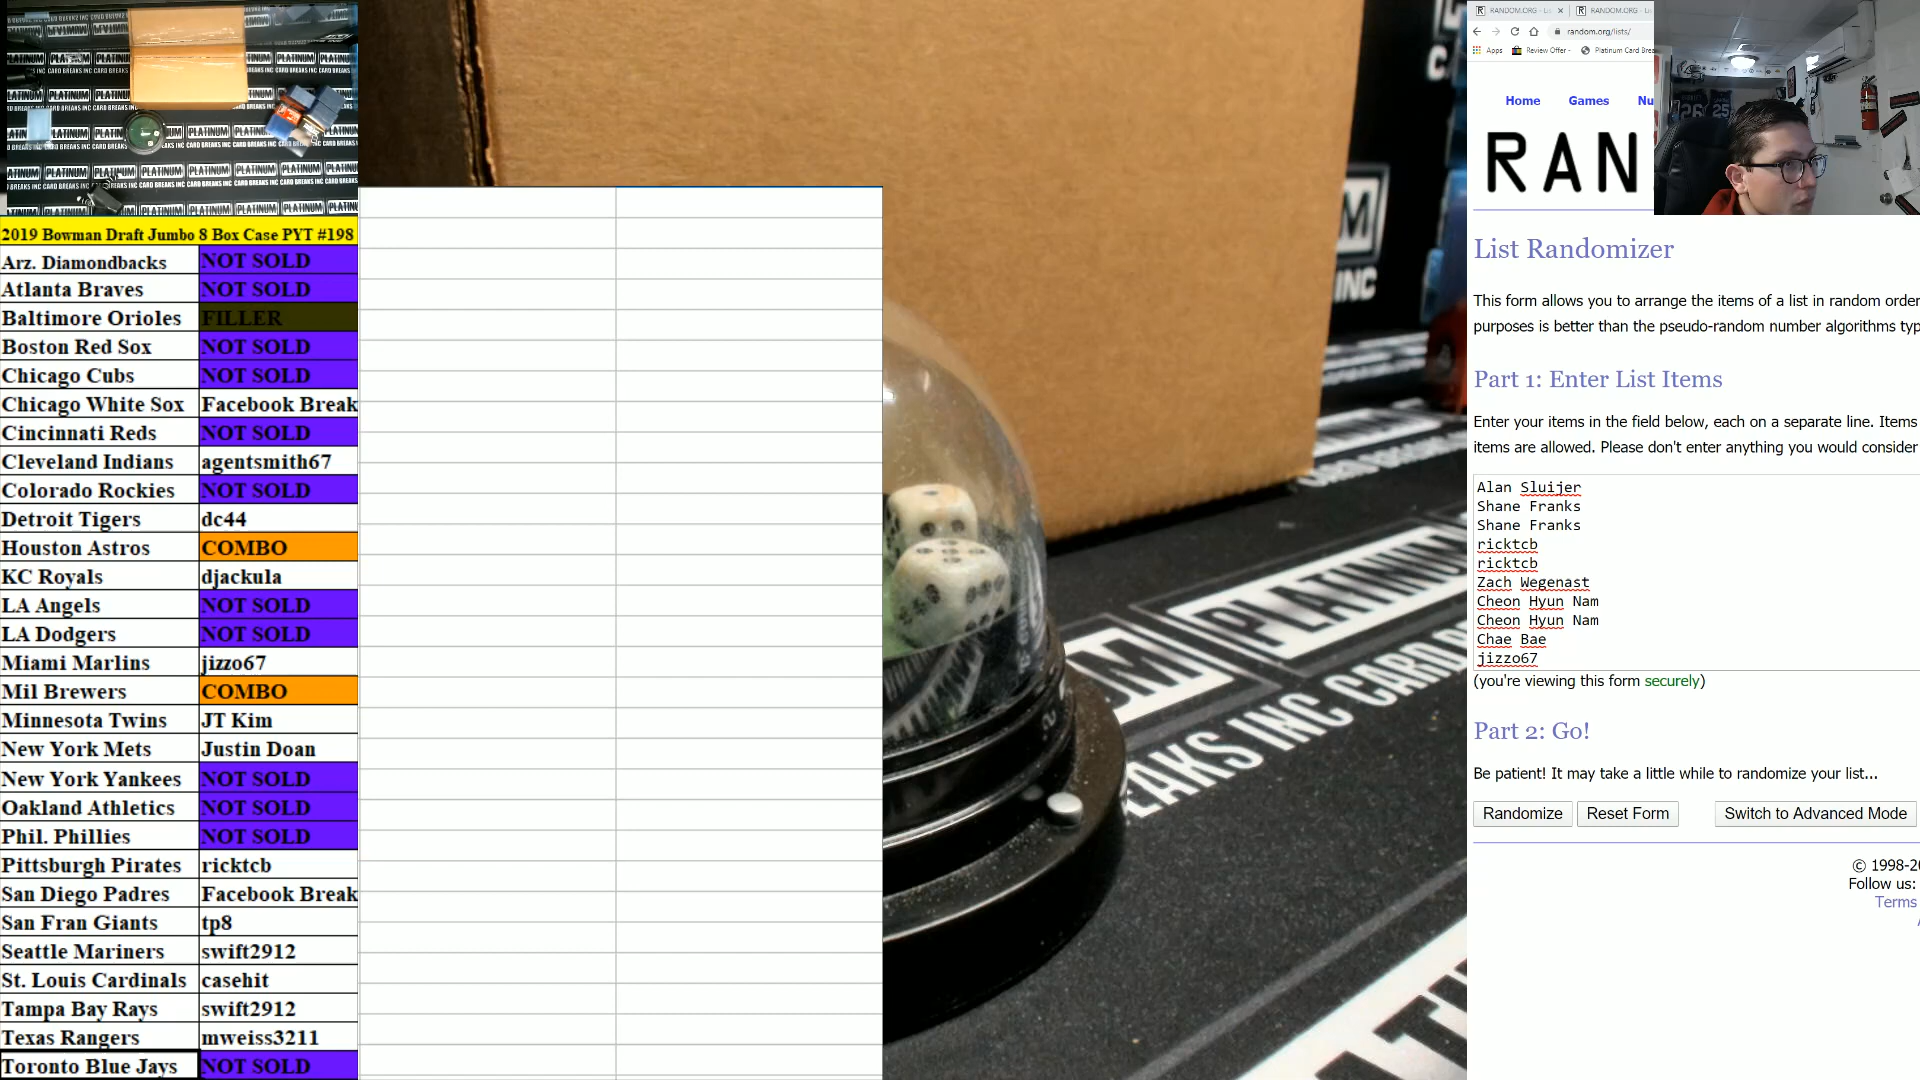 2019 Bowman Draft Jumbo 8 Box Case PYT #198
Arz. Diamondbacks NOT SOLD
Atlanta Braves NOT SOLD
Baltimore Orioles FILLER
Boston Red Sox NOT SOLD
Chicago Cubs NOT SOLD
Chicago White Sox Facebook Break
Cincinnati Reds NOT SOLD
Cleveland Indians agentsmith67
Colorado Rockies NOT SOLD
Detroit Tigers dc44
Houston Astros COMBO
KC Royals djackula
LA Angels NOT SOLD
LA Dodgers NOT SOLD
Miami Marlins jizzo67
Mil Brewers COMBO
Minnesota Twins JT Kim
New York Mets Justin Doan
New York Yankees NOT SOLD
Oakland Athletics NOT SOLD
Phil. Phillies NOT SOLD
Pittsburgh Pirates ricktcb
San Diego Padres Facebook Break
San Fran Giants tp8
Seattle Mariners swift2912
St. Louis Cardinals casehit
Tampa Bay Rays swift2912
Texas Rangers mweiss3211
Toronto Blue Jays NOT SOLD
RANDOM.ORG - Lis RANDOM.ORG - Li
random.org/lists/
Apps Review Offer - Platinum Card Brea
Home Games Nu
RAN
List Randomizer
This form allows you to arrange the items of a list in random order
purposes is better than the pseudo-random number algorithms typ
Part 1: Enter List Items
Enter your items in the field below, each on a separate line. Items
items are allowed. Please don't enter anything you would consider
Alan Sluijer
Shane Franks
Shane Franks
ricktcb
ricktcb
Zach Wegenast
Cheon Hyun Nam
Cheon Hyun Nam
Chae Bae
jizzo67
(you're viewing this form securely)
Part 2: Go!
Be patient! It may take a little while to randomize your list...
Randomize Reset Form Switch to Advanced Mode
© 1998-2
Follow us:
Terms
PLATINUM
EAKS INC CARD